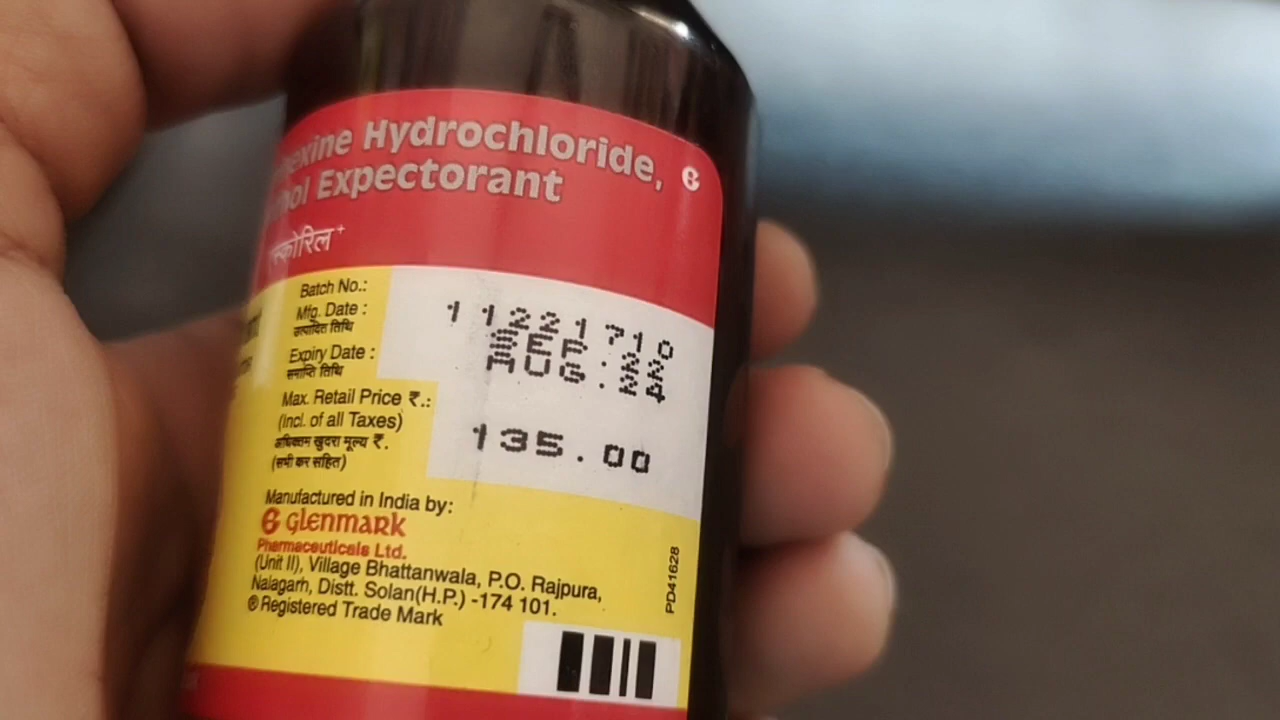 Hydrochloride,
Expectorant
स्कोरिल+
Batch No.:
11221710
Mfg. Date :
SEP.22
उत्पादित तिथि
Expiry Date :
AUG.24
समाप्ति तिथि
Max. Retail Price ₹.:
(incl. of all Taxes)
135.00
अधिकतम खुदरा मूल्य ₹.
(सभी कर सहित)
Manufactured in India by:
GLENMARK
Pharmaceuticals Ltd.
(Unit II), Village Bhattanwala, P.O. Rajpura,
Nalagarh, Distt. Solan(H.P.) -174 101.
® Registered Trade Mark
PD41628